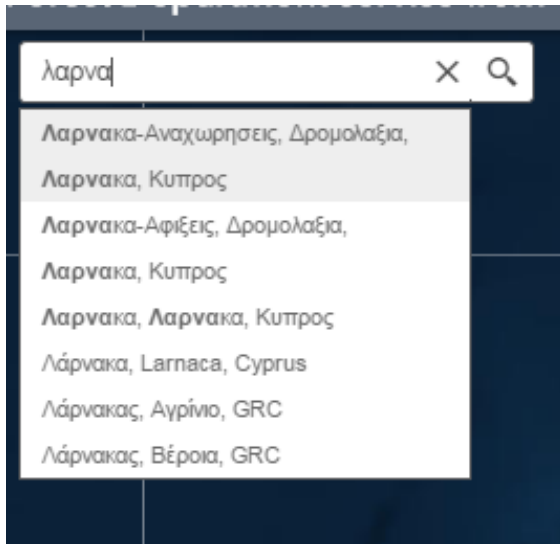 λαρνα
Λαρνακα-Αναχωρησεις, Δρομολαξια,
Λαρνακα, Κυπρος
Λαρνακα-Αφιξεις, Δρομολαξια,
Λαρνακα, Κυπρος
Λαρνακα, Λαρνακα, Κυπρος
Λάρνακα, Larnaca, Cyprus
Λάρνακας, Αγρίνιο, GRC
Λάρνακας, Βέροια, GRC